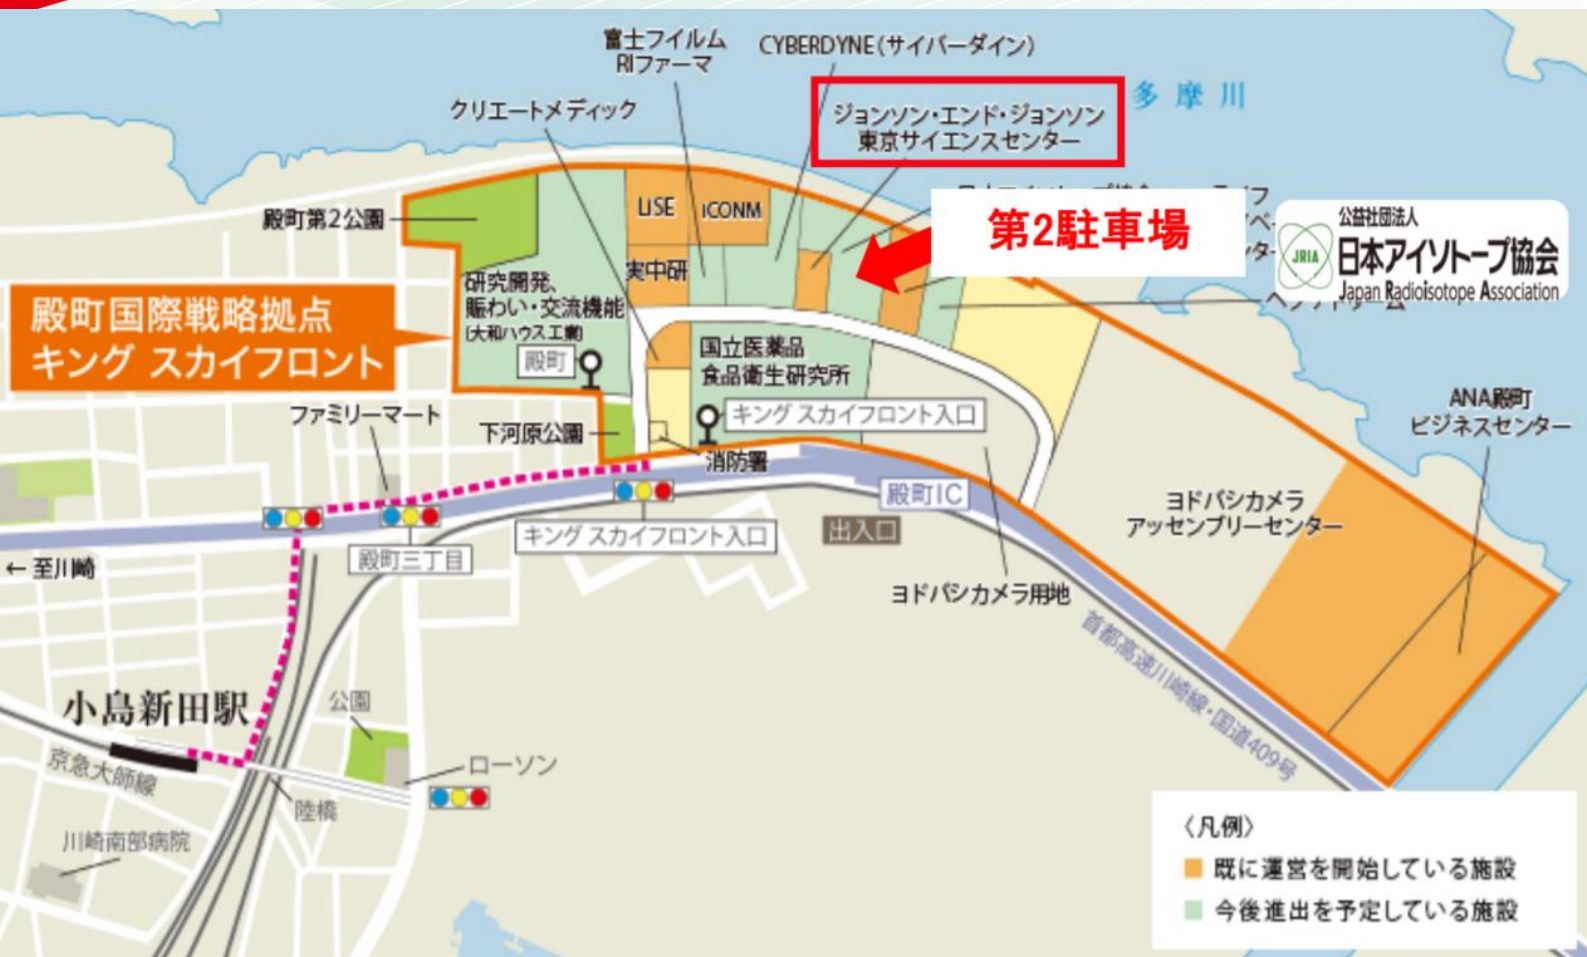 富士フイルム
RIファーマ
CYBERDYNE(サイバーダイン)
クリエートメディック
ジョンソン・エンド・ジョンソン
東京サイエンスセンター
多摩川
殿町第2公園
LiSE
iCONM
実中研
第2駐車場
公益社団法人
JRIA
日本アイソトープ協会
Japan Radioisotope Association
研究開発、
賑わい・交流機能
(大和ハウス工業)
殿町国際戦略拠点
キング スカイフロント
殿町
国立医薬品
食品衛生研究所
ファミリーマート
下河原公園
キング スカイフロント入口
消防署
ANA殿町
ビジネスセンター
殿町IC
ヨドバシカメラ
アッセンブリーセンター
キング スカイフロント入口
出入口
←至川崎
殿町三丁目
ヨドバシカメラ用地
首都高速川崎線・国道409号
小島新田駅
公園
京急大師線
ローソン
陸橋
川崎南部病院
〈凡例〉
既に運営を開始している施設
今後進出を予定している施設